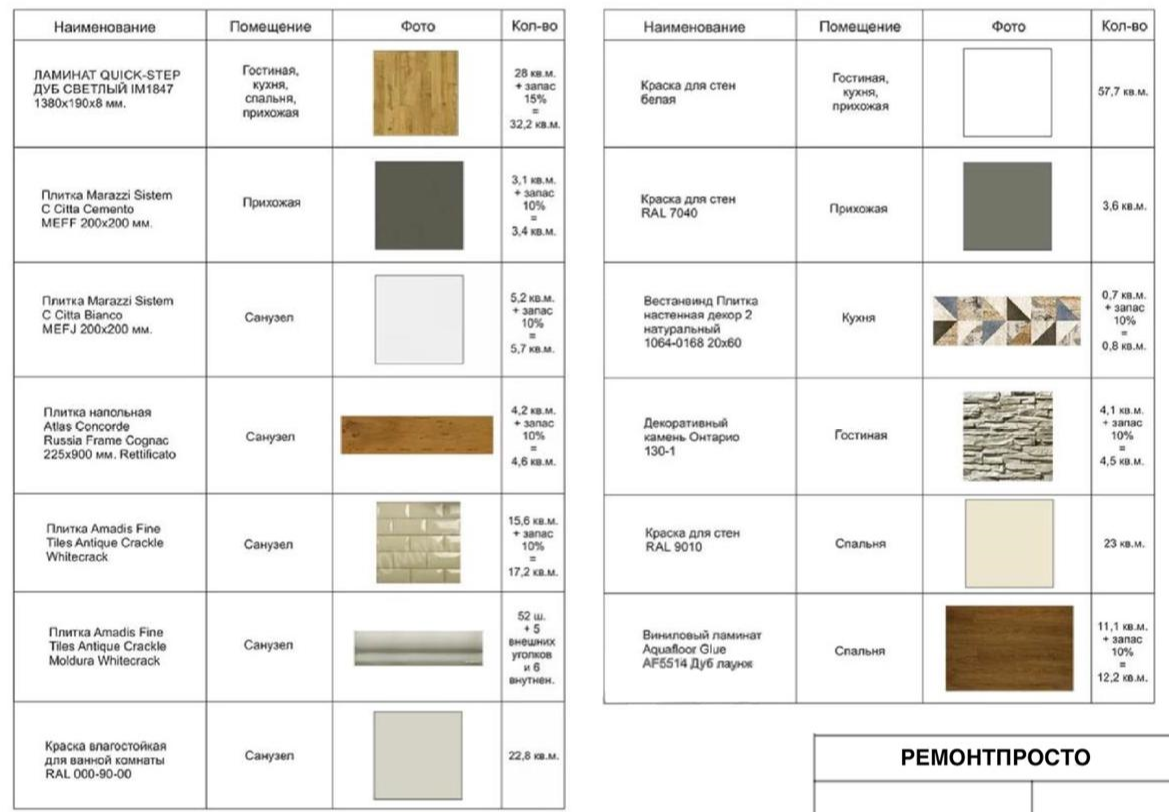 Наименование
Помещение
Фото
Кол-во
ЛАМИНАТ QUICK-STEP
ДУБ СВЕТЛЫЙ IM1847
1380x190x8 мм.
Гостиная,
кухня,
спальня,
прихожая
28 кв.м.
+ запас
15%
=
32,2 кв.м.
Плитка Marazzi Sistem
C Citta Cemento
MEFF 200x200 мм.
Прихожая
3,1 кв.м.
+ запас
10%
=
3,4 кв.м.
Плитка Marazzi Sistem
C Citta Bianco
MEFJ 200x200 мм.
Санузел
5,2 кв.м.
+ запас
10%
=
5,7 кв.м.
Плитка напольная
Atlas Concorde
Russia Frame Cognac
225x900 мм. Rettificato
Санузел
4,2 кв.м.
+ запас
10%
=
4,6 кв.м.
Плитка Amadis Fine
Tiles Antique Crackle
Whitecrack
Санузел
15,6 кв.м.
+ запас
10%
=
17,2 кв.м.
Плитка Amadis Fine
Tiles Antique Crackle
Moldura Whitecrack
Санузел
52 ш.
+ 5
внешних
уголков
и 6
внутнен.
Краска влагостойкая
для ванной комнаты
RAL 000-90-00
Санузел
22,8 кв.м.
Наименование
Помещение
Фото
Кол-во
Краска для стен
белая
Гостиная,
кухня,
прихожая
57,7 кв.м.
Краска для стен
RAL 7040
Прихожая
3,6 кв.м.
Вестанвинд Плитка
настенная декор 2
натуральный
1064-0168 20x60
Кухня
0,7 кв.м.
+ запас
10%
=
0,8 кв.м.
Декоративный
камень Онтарио
130-1
Гостиная
4,1 кв.м.
+ запас
10%
=
4,5 кв.м.
Краска для стен
RAL 9010
Спальня
23 кв.м.
Виниловый ламинат
Aquafloor Glue
AF5514 Дуб лаунж
Спальня
11,1 кв.м.
+ запас
10%
=
12,2 кв.м.
РЕМОНТПРОСТО